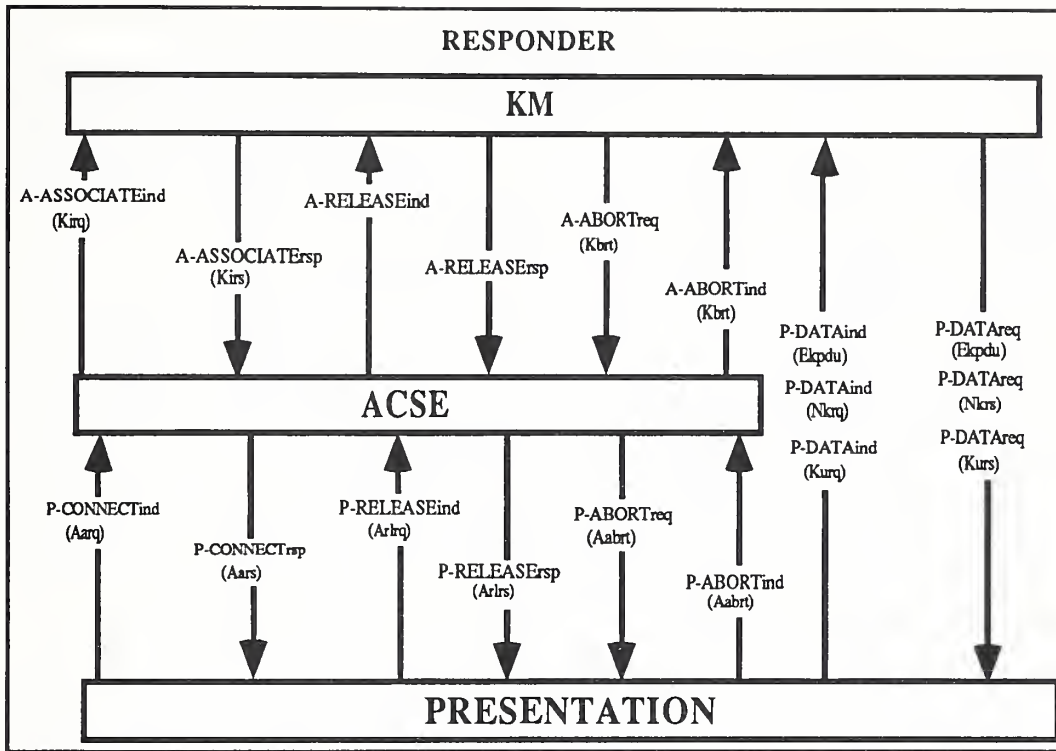 RESPONDER
KM
A-ASSOCIATEind
(Kirq)
A-ASSOCIATErsp
(Kirs)
A-RELEASEind
A-RELEASErsp
A-ABORTreq
(Kbrt)
A-ABORTind
(Kbrt)
P-DATAind
(Ekpdu)
P-DATAind
(Nkrq)
P-DATAind
(Kurq)
P-DATAreq
(Ekpdu)
P-DATAreq
(Nkrs)
P-DATAreq
(Kurs)
ACSE
P-CONNECTind
(Aarq)
P-CONNECTrsp
(Aars)
P-RELEASEind
(Arlrq)
P-RELEASErsp
(Arlrs)
P-ABORTreq
(Aabrt)
P-ABORTind
(Aabrt)
PRESENTATION